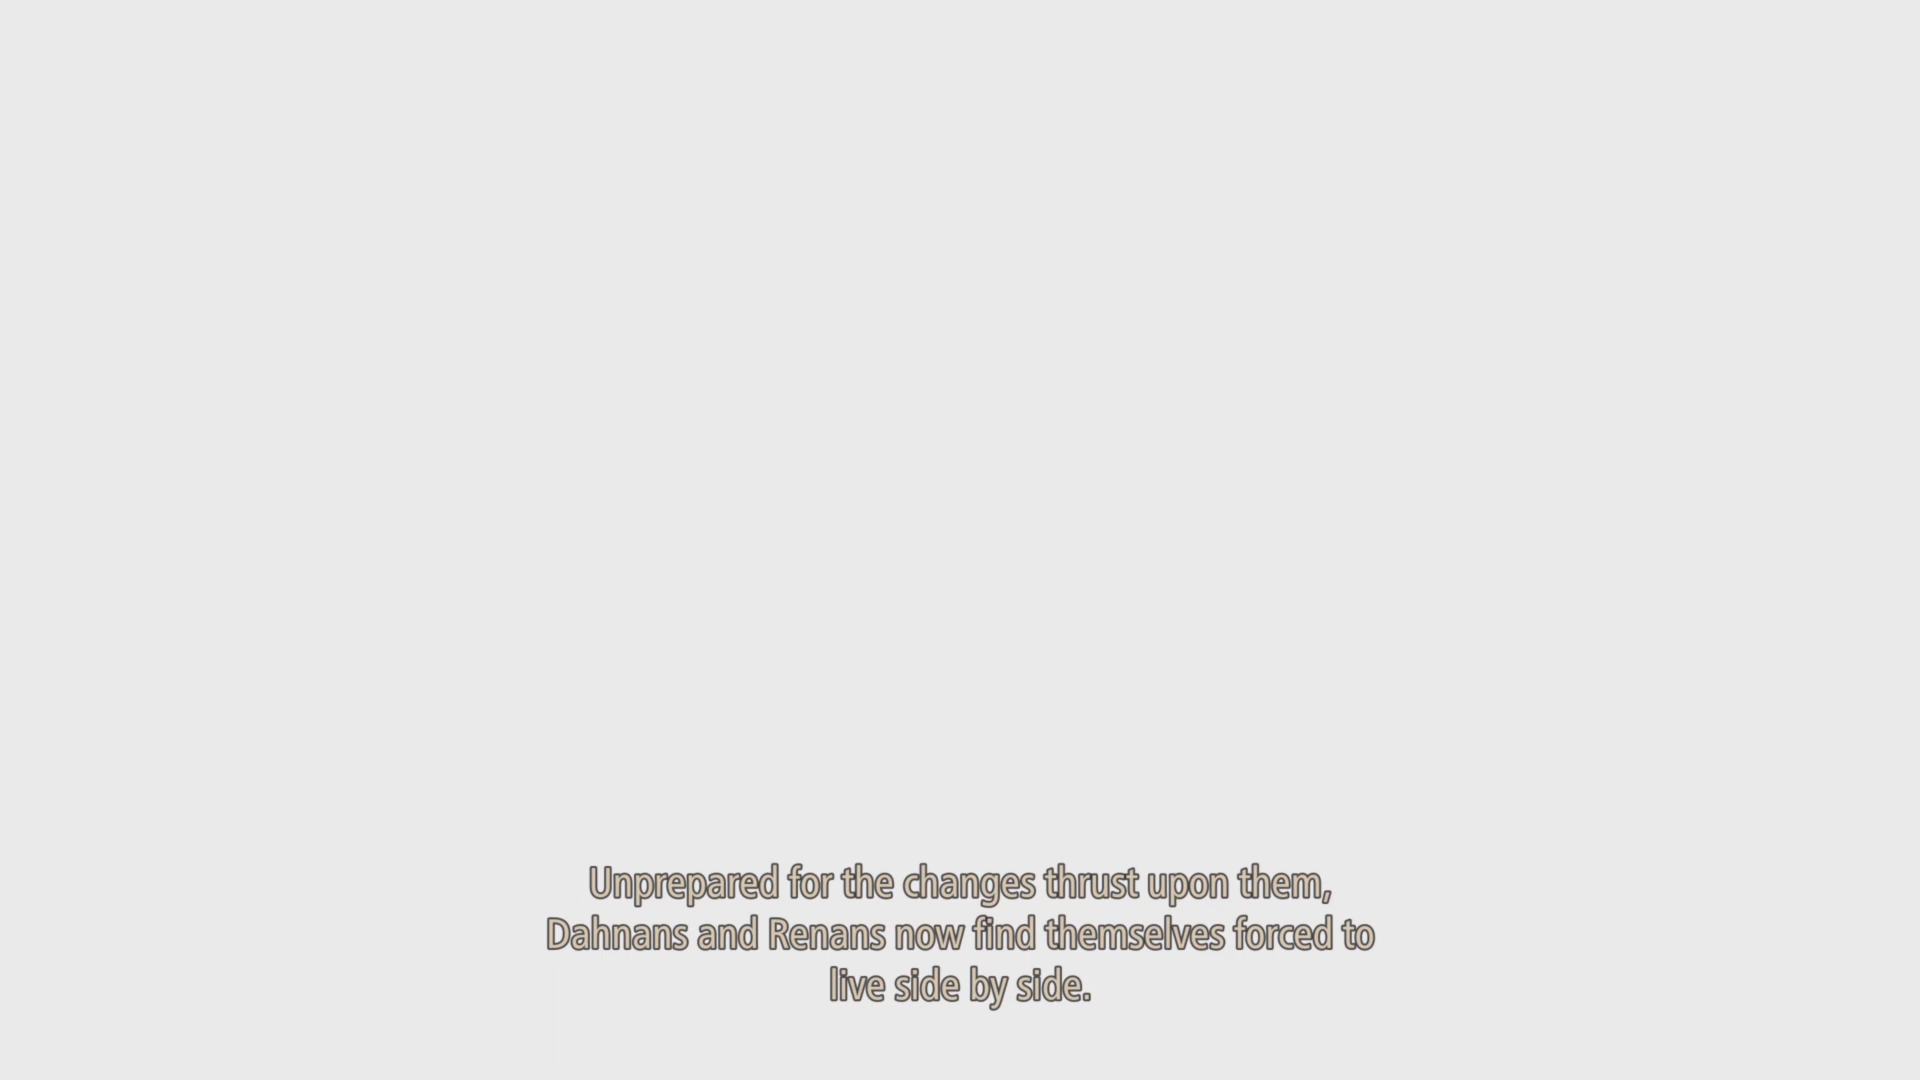 Unprepared for the changes thrust upon them,
Dahnans and Renans now find themselves forced to
live side by side.